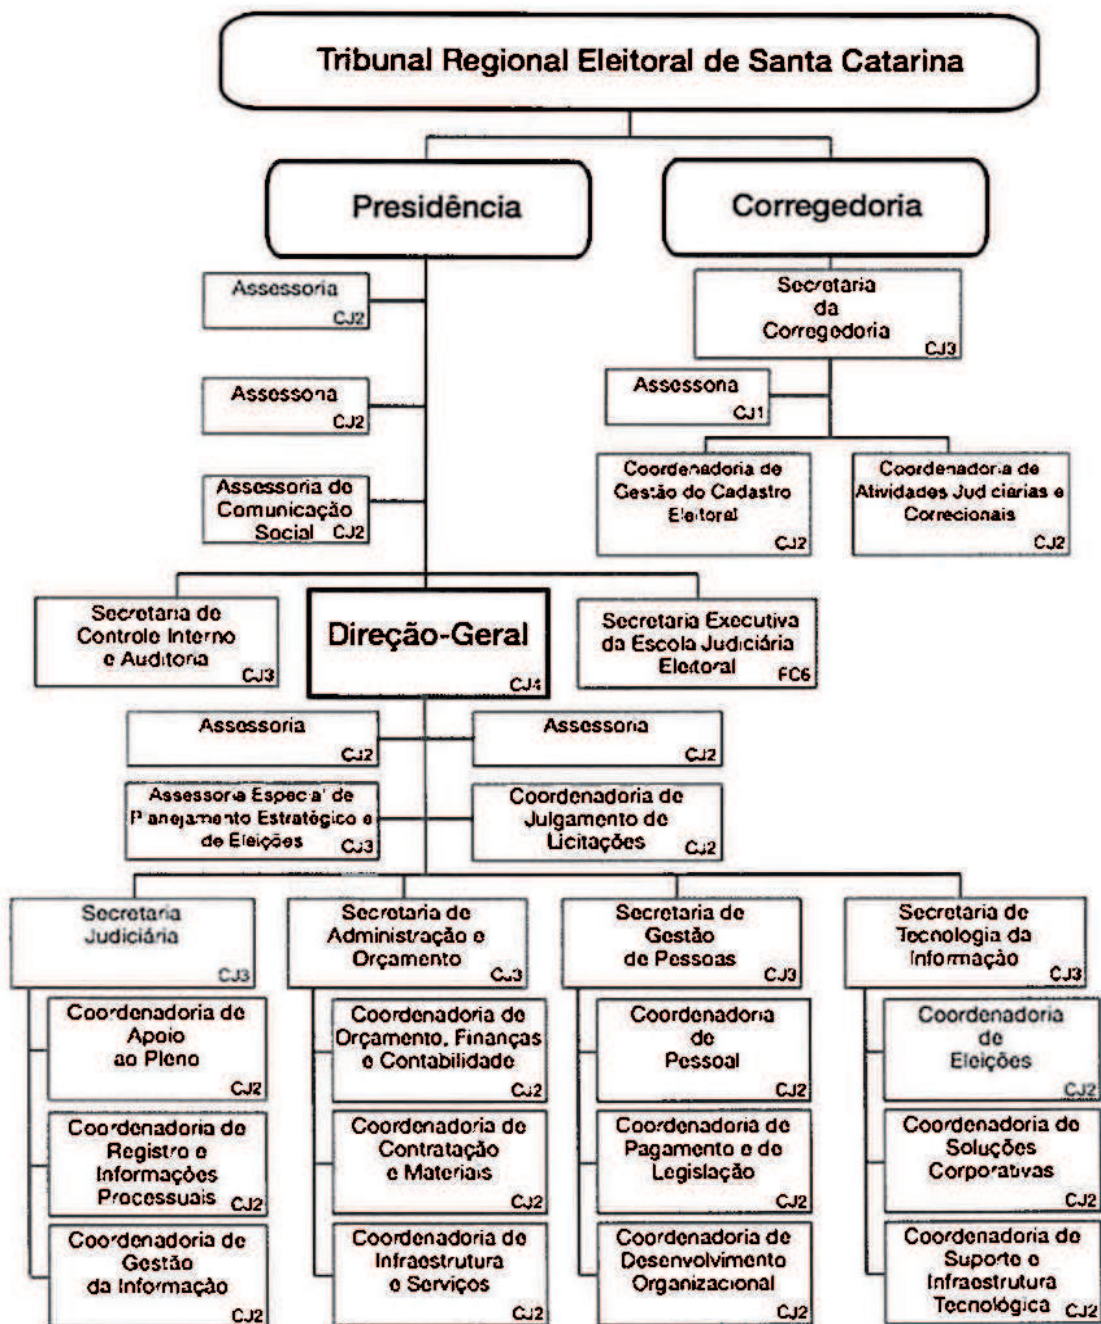 Tribunal Regional Eleitoral de Santa Catarina
Presidência
Corregedoria
Assessoria
CJ2
Secretaria
da
Corregedoria
CJ3
Assessoria
CJ2
Assessoria
CJ1
Assessoria de
Comunicação
Social
CJ2
Coordenadoria de
Gestão do Cadastro
Eleitoral
CJ2
Coordenadoria de
Atividades Judiciárias e
Correcionais
CJ2
Secretaria de
Controle Interno
e Auditoria
CJ3
Direção-Geral
CJ4
Secretaria Executiva
da Escola Judiciária
Eleitoral
FC6
Assessoria
CJ2
Assessoria
CJ2
Assessoria Especial de
Planejamento Estratégico e
de Eleições
CJ3
Coordenadoria de
Julgamento de
Licitações
CJ2
Secretaria
Judiciária
CJ3
Secretaria de
Administração e
Orçamento
CJ3
Secretaria de
Gestão
de Pessoas
CJ3
Secretaria de
Tecnologia da
Informação
CJ3
Coordenadoria de
Apoio
ao Pleno
CJ2
Coordenadoria de
Orçamento, Finanças
e Contabilidade
CJ2
Coordenadoria
de
Pessoal
CJ2
Coordenadoria
de
Eleições
CJ2
Coordenadoria de
Registro e
Informações
Processuais
CJ2
Coordenadoria de
Contratação
e Materiais
CJ2
Coordenadoria de
Pagamento e de
Legislação
CJ2
Coordenadoria de
Soluções
Corporativas
CJ2
Coordenadoria de
Gestão
da Informação
CJ2
Coordenadoria de
Infraestrutura
e Serviços
CJ2
Coordenadoria de
Desenvolvimento
Organizacional
CJ2
Coordenadoria de
Suporte e
Infraestrutura
Tecnológica
CJ2